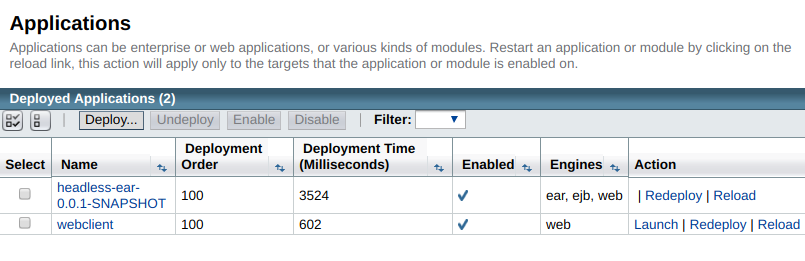 Applications
Applications can be enterprise or web applications, or various kinds of modules. Restart an application or module by clicking on the
reload link, this action will apply only to the targets that the application or module is enabled on.
Deployed Applications (2)
Deploy... Undeploy Enable Disable Filter:
Select Name Deployment Order Deployment Time (Milliseconds) Enabled Engines Action
headless-ear-
0.0.1-SNAPSHOT 100 3524 ear, ejb, web | Redeploy | Reload
webclient 100 602 web Launch | Redeploy | Reload